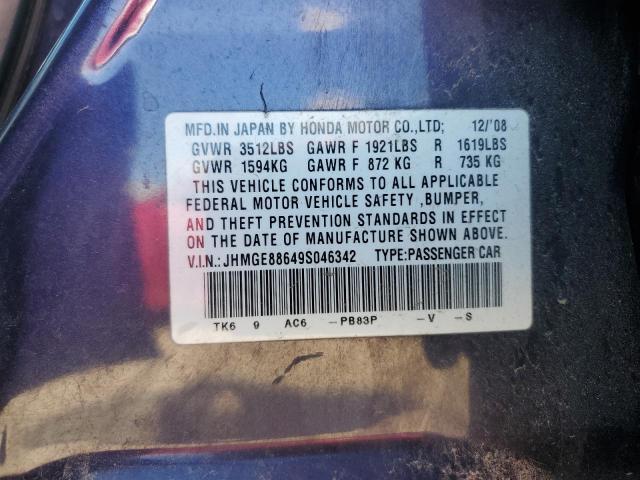 MFD.IN JAPAN BY HONDA MOTOR CO.,LTD; 12/'08
GVWR 3512LBS GAWR F 1921LBS R 1619LBS
GVWR 1594KG GAWR F 872 KG R 735 KG
THIS VEHICLE CONFORMS TO ALL APPLICABLE
FEDERAL MOTOR VEHICLE SAFETY ,BUMPER,
AND THEFT PREVENTION STANDARDS IN EFFECT
ON THE DATE OF MANUFACTURE SHOWN ABOVE.
V.I.N.:JHMGE88649S046342 TYPE:PASSENGER CAR
TK6 9 AC6 -PB83P -V -S